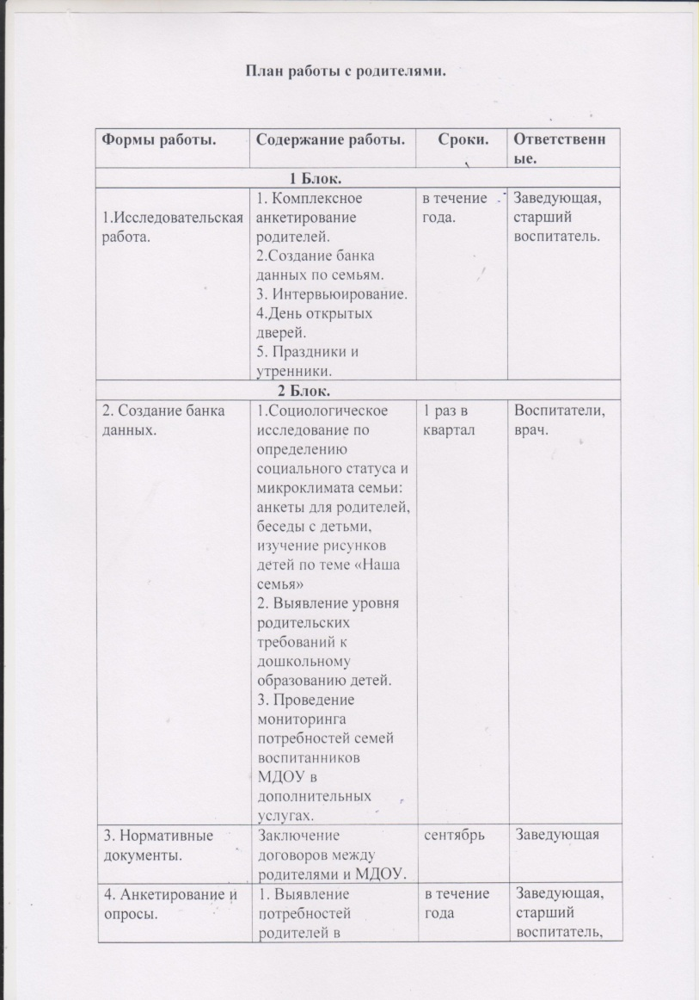 План работы с родителями.
Формы работы.
Содержание работы.
Сроки.
Ответственн
ые.
1 Блок.
1.Исследовательская
работа.
1. Комплексное
анкетирование
родителей.
2.Создание банка
данных по семьям.
3. Интервьюирование.
4.День открытых
дверей.
5. Праздники и
утренники.
в течение
года.
Заведующая,
старший
воспитатель.
2 Блок.
2. Создание банка
данных.
1.Социологическое
исследование по
определению
социального статуса и
микроклимата семьи:
анкеты для родителей,
беседы с детьми,
изучение рисунков
детей по теме «Наша
семья»
2. Выявление уровня
родительских
требований к
дошкольному
образованию детей.
3. Проведение
мониторинга
потребностей семей
воспитанников
МДОУ в
дополнительных
услугах.
1 раз в
квартал
Воспитатели,
врач.
3. Нормативные
документы.
Заключение
договоров между
родителями и МДОУ.
сентябрь
Заведующая
4. Анкетирование и
опросы.
1. Выявление
потребностей
родителей в
в течение
года
Заведующая,
старший
воспитатель,